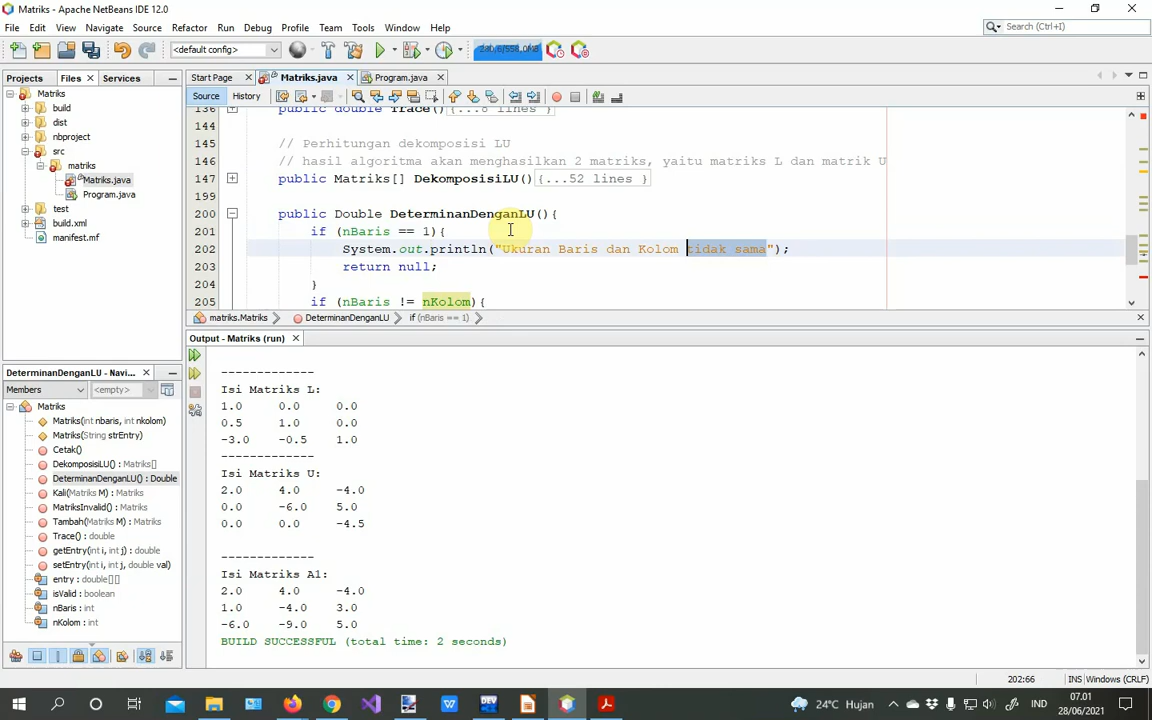 Matriks - Apache NetBeans IDE 12.0
File Edit View Navigate Source Refactor Run Debug Profile Team Tools Window Help
Search (Ctrl+I)
<default config>
Projects Files Services
Start Page Matriks.java Program.java
Source History
Matriks
build
dist
nbproject
src
matriks
Matriks.java
Program.java
test
build.xml
manifest.mf
136 public double Trace(){...6 lines }
144
145 // Perhitungan dekomposisi LU
146 // hasil algoritma akan menghasilkan 2 matriks, yaitu matriks L dan matrik U
147 public Matriks[] DekomposisiLU(){...52 lines }
199
200 public Double DeterminanDenganLU(){
201 if (nBaris == 1){
202 System.out.println("Ukuran Baris dan Kolom tidak sama");
203 return null;
204 }
205 if (nBaris != nKolom){
matriks.Matriks DeterminanDenganLU if (nBaris == 1)
Output - Matriks (run)
-------------
Isi Matriks L:
1.0 0.0 0.0
0.5 1.0 0.0
-3.0 -0.5 1.0
-------------
Isi Matriks U:
2.0 4.0 -4.0
0.0 -6.0 5.0
0.0 0.0 -4.5
-------------
Isi Matriks A1:
2.0 4.0 -4.0
1.0 -4.0 3.0
-6.0 -9.0 5.0
BUILD SUCCESSFUL (total time: 2 seconds)
DeterminanDenganLU - Navi...
Members <empty>
Matriks
Matriks(int nbaris, int nkolom)
Matriks(String strEntry)
Cetak()
DekomposisiLU() : Matriks[]
DeterminanDenganLU() : Double
Kali(Matriks M) : Matriks
MatriksInvalid() : Matriks
Tambah(Matriks M) : Matriks
Trace() : double
getEntry(int i, int j) : double
setEntry(int i, int j, double val)
entry : double[][]
isValid : boolean
nBaris : int
nKolom : int
202:66 INS Windows (CRLF)
24°C Hujan IND
07.01
28/06/2021